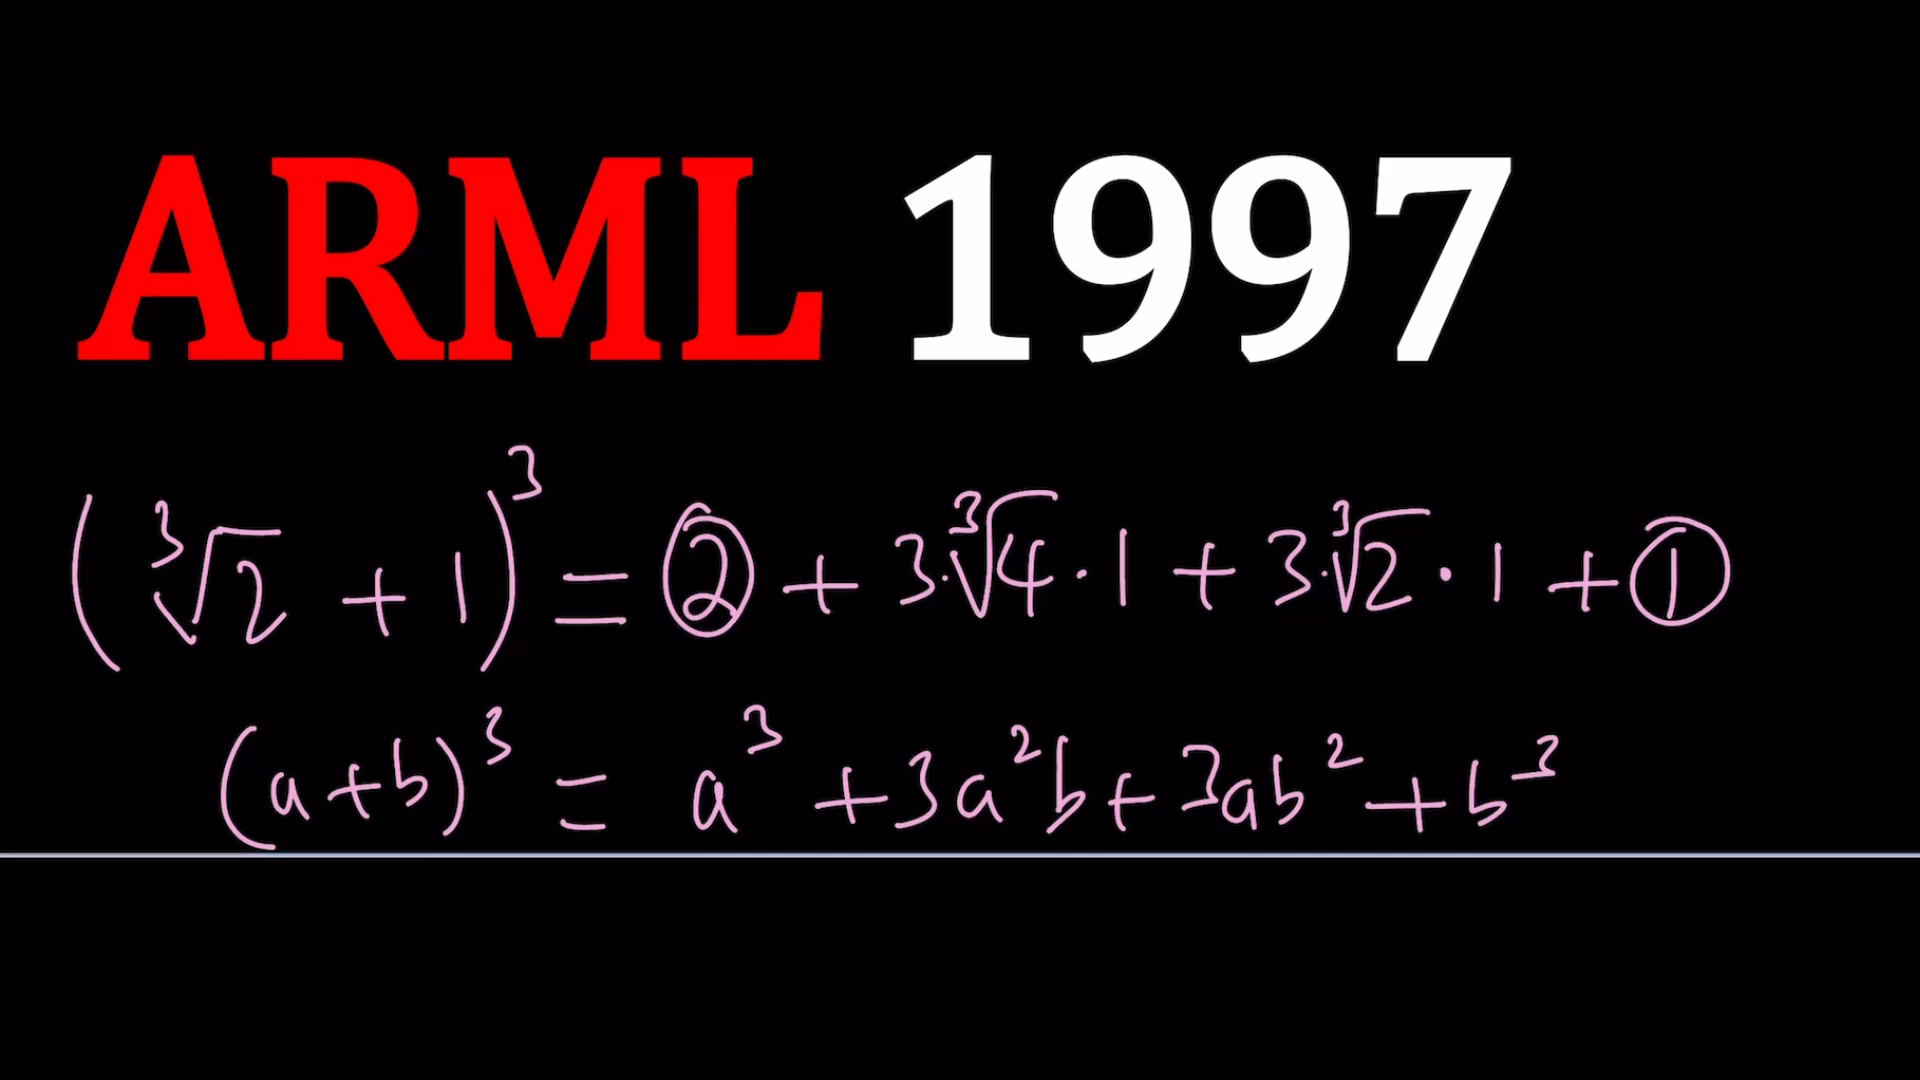 ARML 1997
(∛2 + 1)³ = ② + 3·∛4·1 + 3·∛2·1 + ①
(a+b)³ = a³ + 3a²b + 3ab² + b³